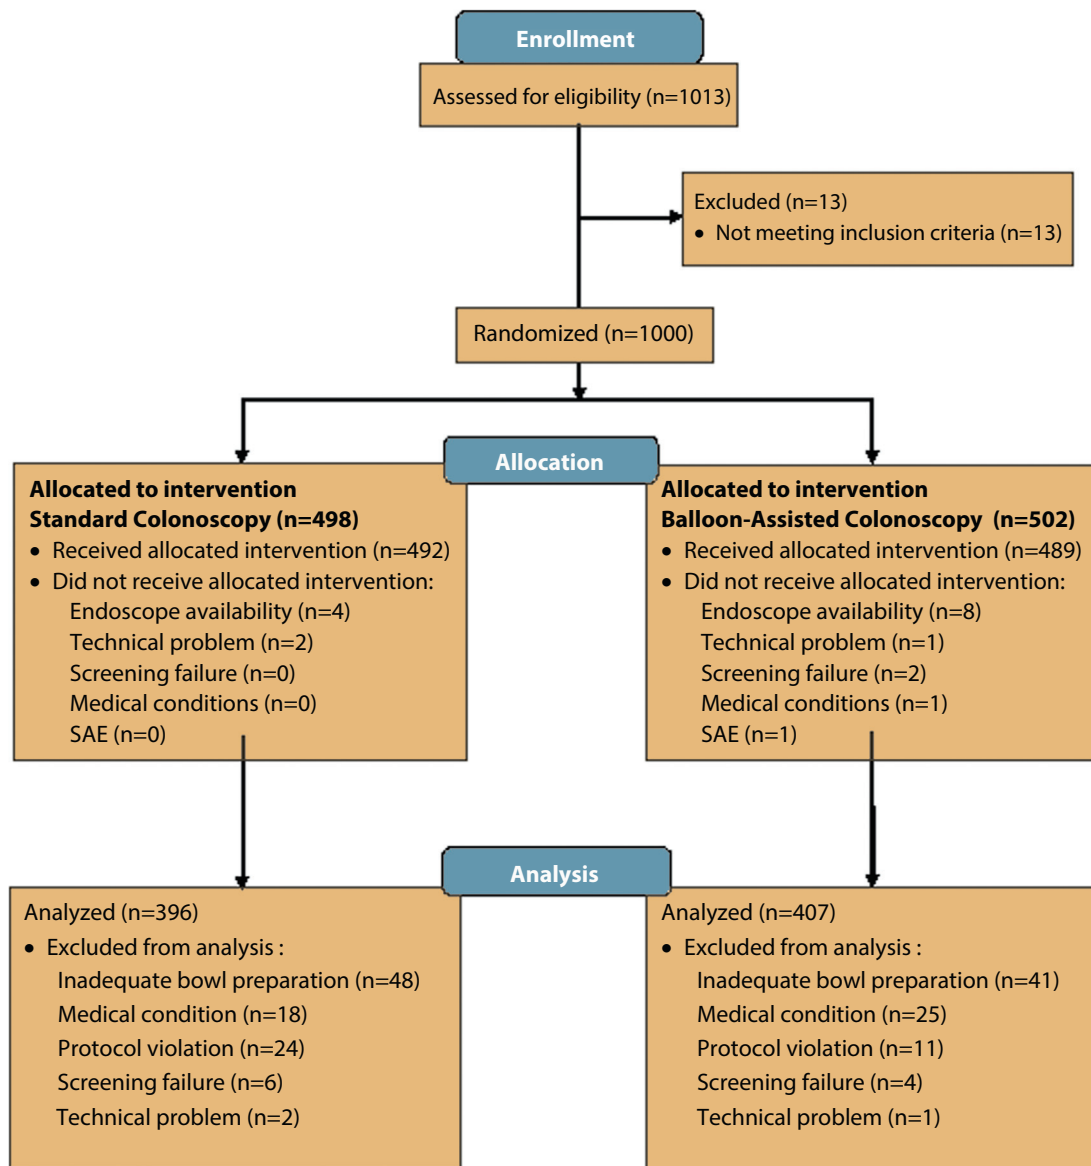 Enrollment
Assessed for eligibility (n=1013)
Excluded (n=13)
• Not meeting inclusion criteria (n=13)
Randomized (n=1000)
Allocation
Allocated to intervention
Standard Colonoscopy (n=498)
• Received allocated intervention (n=492)
• Did not receive allocated intervention:
Endoscope availability (n=4)
Technical problem (n=2)
Screening failure (n=0)
Medical conditions (n=0)
SAE (n=0)
Allocated to intervention
Balloon-Assisted Colonoscopy (n=502)
• Received allocated intervention (n=489)
• Did not receive allocated intervention:
Endoscope availability (n=8)
Technical problem (n=1)
Screening failure (n=2)
Medical conditions (n=1)
SAE (n=1)
Analysis
Analyzed (n=396)
• Excluded from analysis :
Inadequate bowl preparation (n=48)
Medical condition (n=18)
Protocol violation (n=24)
Screening failure (n=6)
Technical problem (n=2)
Analyzed (n=407)
• Excluded from analysis :
Inadequate bowl preparation (n=41)
Medical condition (n=25)
Protocol violation (n=11)
Screening failure (n=4)
Technical problem (n=1)